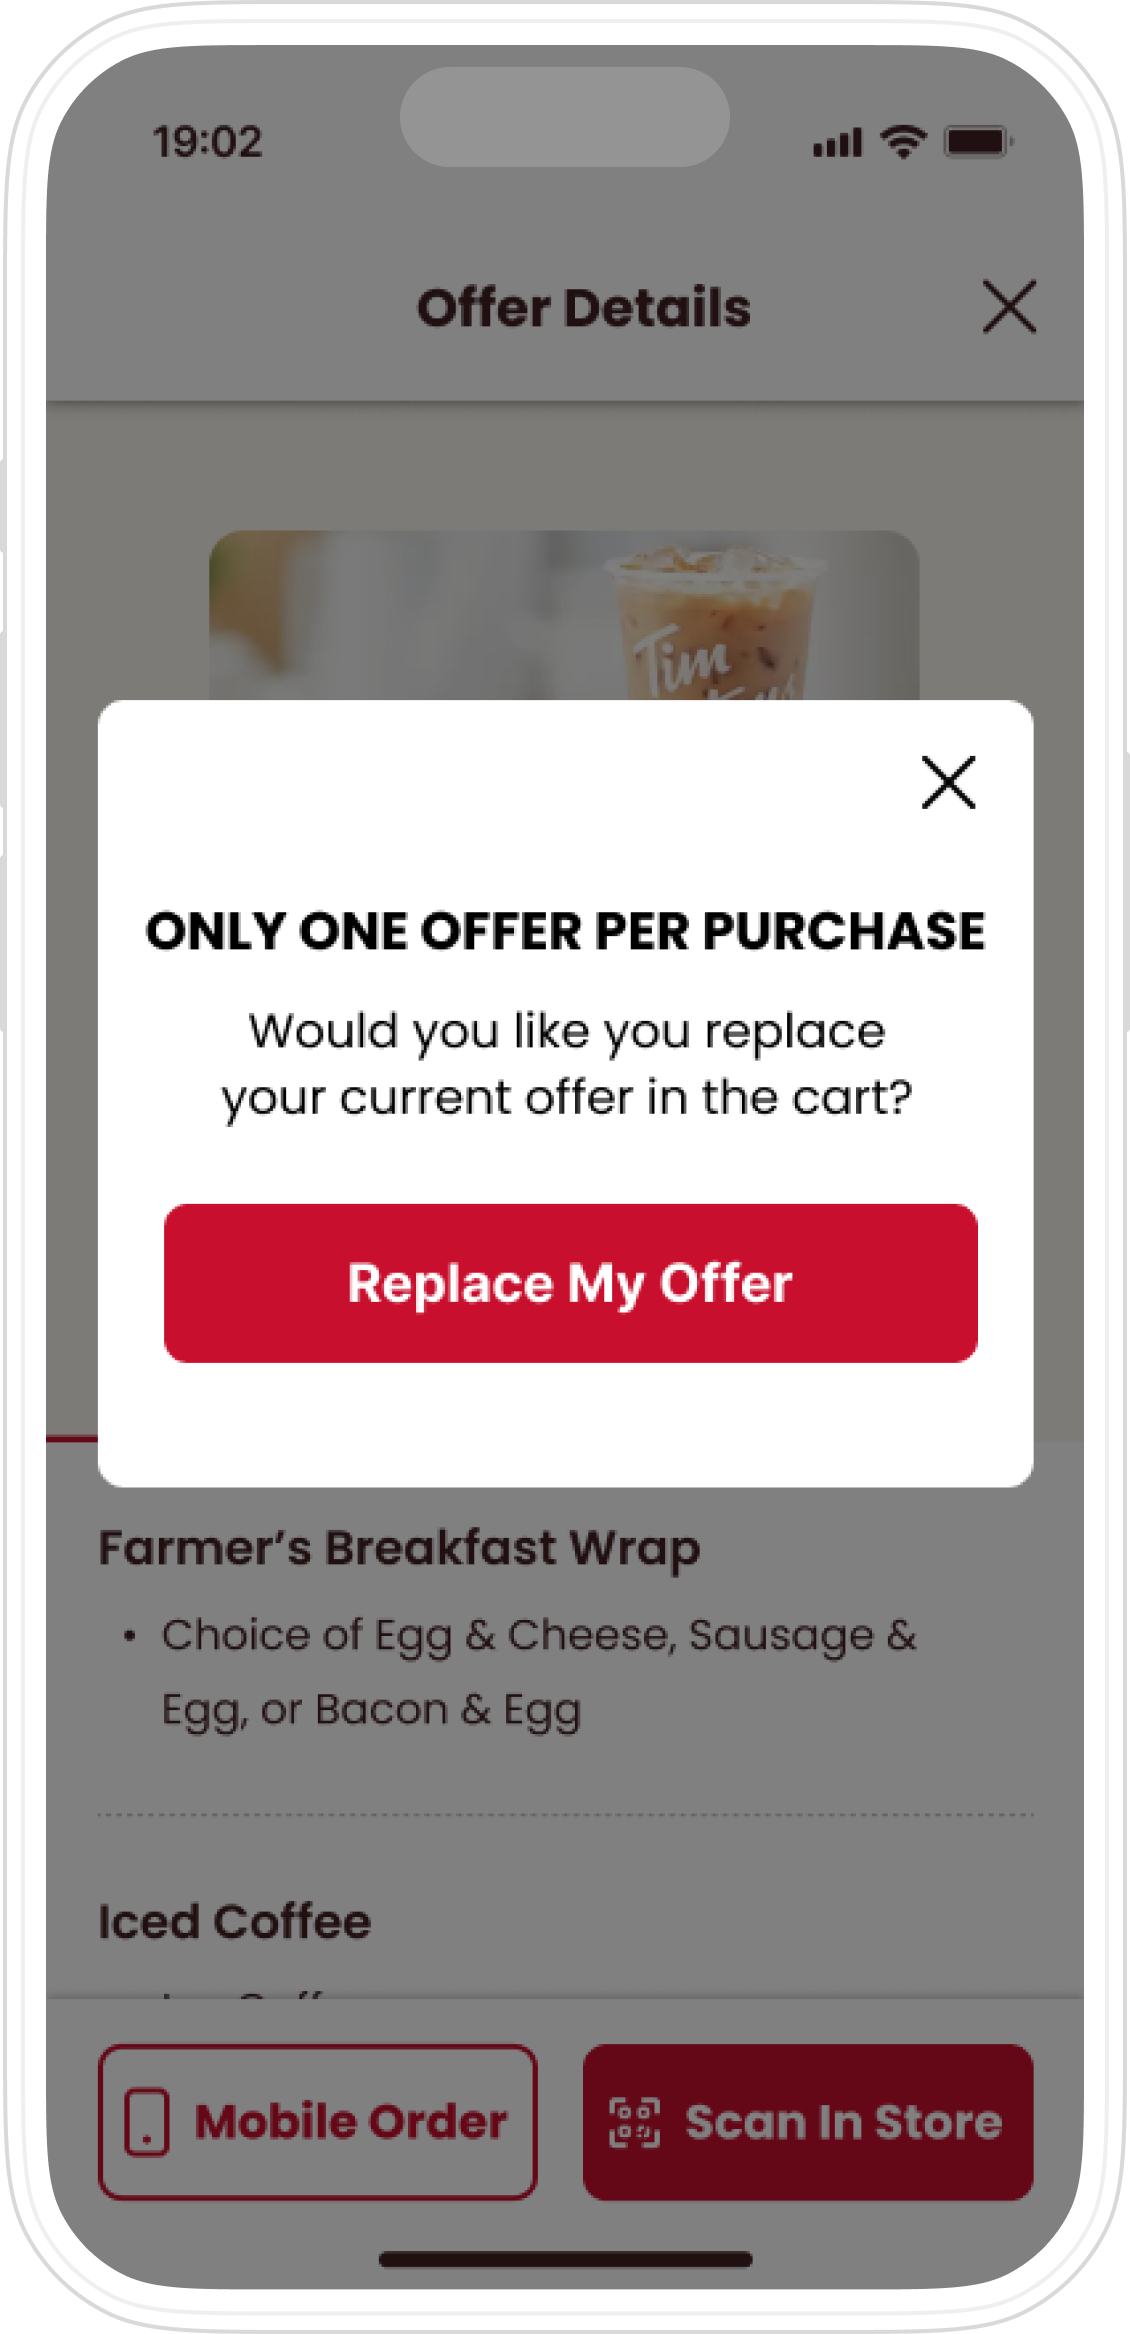 19:02
Offer Details
Tim
ONLY ONE OFFER PER PURCHASE
Would you like you replace
your current offer in the cart?
Replace My Offer
Farmer’s Breakfast Wrap
• Choice of Egg & Cheese, Sausage &
Egg, or Bacon & Egg
Iced Coffee
Mobile Order
Scan In Store